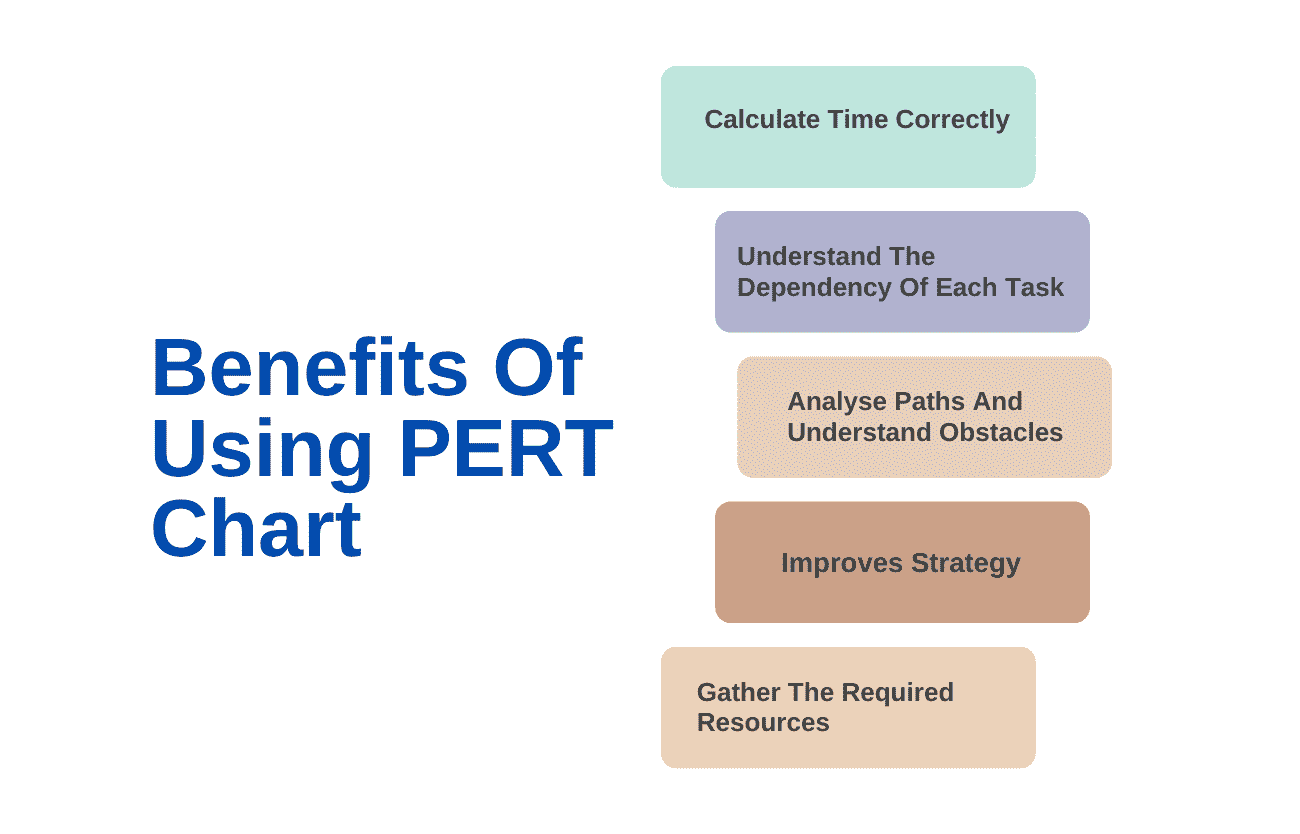 Benefits Of
Using PERT
Chart
Calculate Time Correctly
Understand The
Dependency Of Each Task
Analyse Paths And
Understand Obstacles
Improves Strategy
Gather The Required
Resources